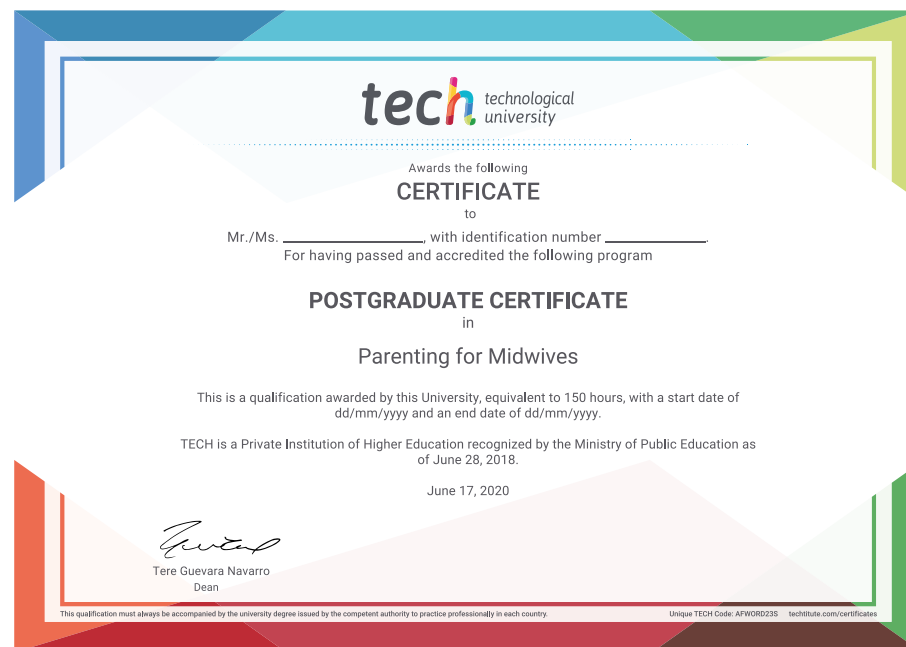 tech technological
university
Awards the following
CERTIFICATE
to
Mr./Ms. ____________________, with identification number ______________.
For having passed and accredited the following program
POSTGRADUATE CERTIFICATE
in
Parenting for Midwives
This is a qualification awarded by this University, equivalent to 150 hours, with a start date of
dd/mm/yyyy and an end date of dd/mm/yyyy.
TECH is a Private Institution of Higher Education recognized by the Ministry of Public Education as
of June 28, 2018.
June 17, 2020
Tere Guevara Navarro
Dean
This qualification must always be accompanied by the university degree issued by the competent authority to practice professionally in each country. Unique TECH Code: AFWORD23S techtitute.com/certificates